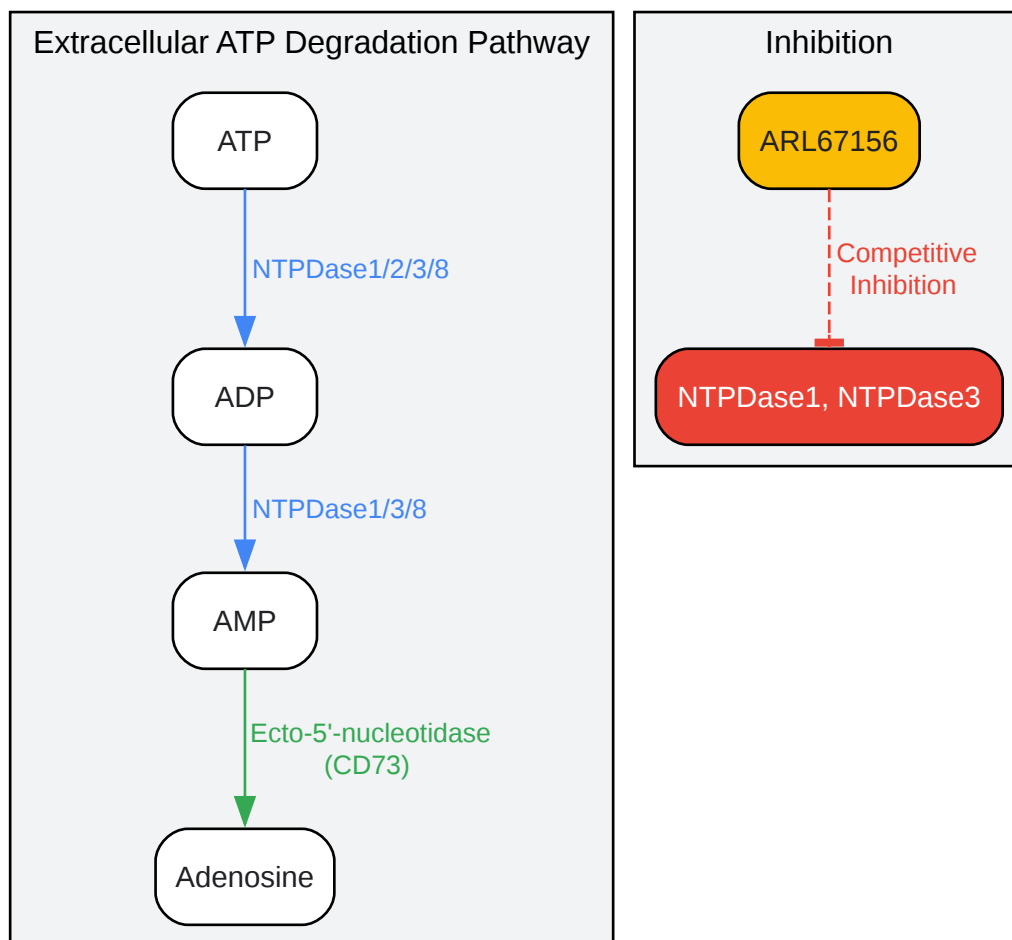 Extracellular ATP Degradation Pathway
ATP
NTPDase1/2/3/8
ADP
NTPDase1/3/8
AMP
Ecto-5'-nucleotidase
(CD73)
Adenosine
Inhibition
ARL67156
Competitive
Inhibition
NTPDase1, NTPDase3